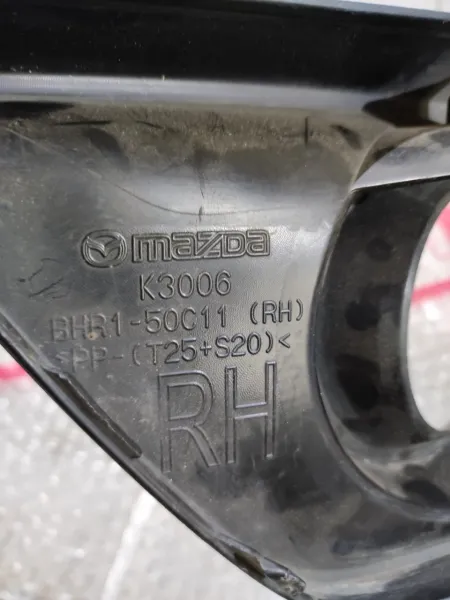 mazda
K3006
BHR1-50C11 (RH)
>PP-(T25+S20)<
RH